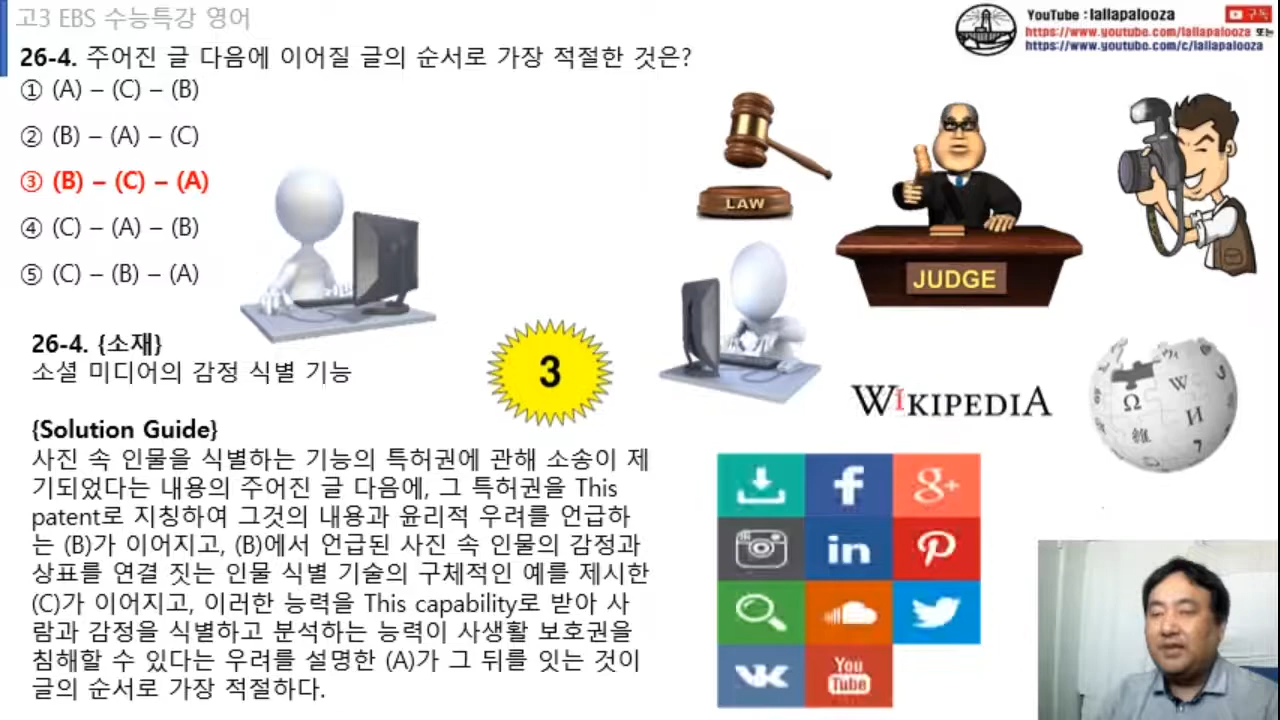 고3 EBS 수능특강 영어
YouTube : lallapalooza
구독
https://www.youtube.com/lallapalooza 또는
https://www.youtube.com/c/lallapalooza
26-4. 주어진 글 다음에 이어질 글의 순서로 가장 적절한 것은?
① (A) – (C) – (B)
② (B) – (A) – (C)
③ (B) – (C) – (A)
④ (C) – (A) – (B)
⑤ (C) – (B) – (A)
LAW
JUDGE
26-4. {소재}
소셜 미디어의 감정 식별 기능
3
WIKIPEDIA
Ω
W
И
維
{Solution Guide}
사진 속 인물을 식별하는 기능의 특허권에 관해 소송이 제
기되었다는 내용의 주어진 글 다음에, 그 특허권을 This
patent로 지칭하여 그것의 내용과 윤리적 우려를 언급하
는 (B)가 이어지고, (B)에서 언급된 사진 속 인물의 감정과
상표를 연결 짓는 인물 식별 기술의 구체적인 예를 제시한
(C)가 이어지고, 이러한 능력을 This capability로 받아 사
람과 감정을 식별하고 분석하는 능력이 사생활 보호권을
침해할 수 있다는 우려를 설명한 (A)가 그 뒤를 잇는 것이
글의 순서로 가장 적절하다.
f
g+
in
You
Tube